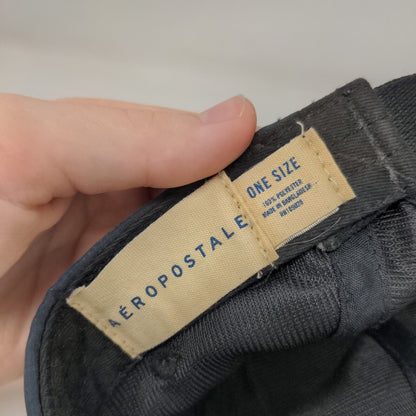 AÉROPOSTALE
ONE SIZE
100% POLYESTER
MADE IN BANGLADESH